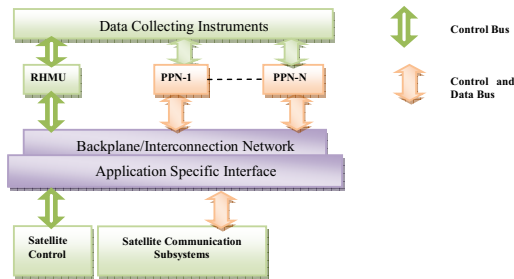 Data Collecting Instruments
Control Bus
RHMU
PPN-1
PPN-N
Control and
Data Bus
Backplane/Interconnection Network
Application Specific Interface
Satellite
Control
Satellite Communication
Subsystems